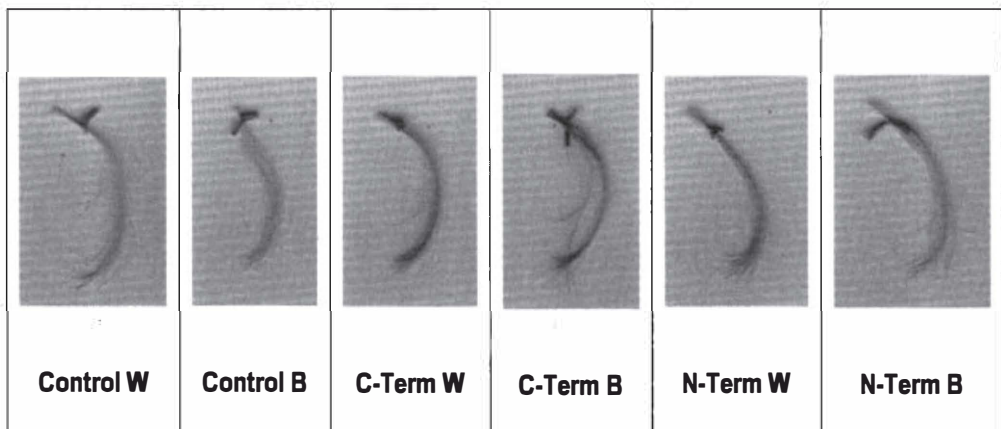 Control W
Control B
C-Term W
C-Term B
N-Term W
N-Term B